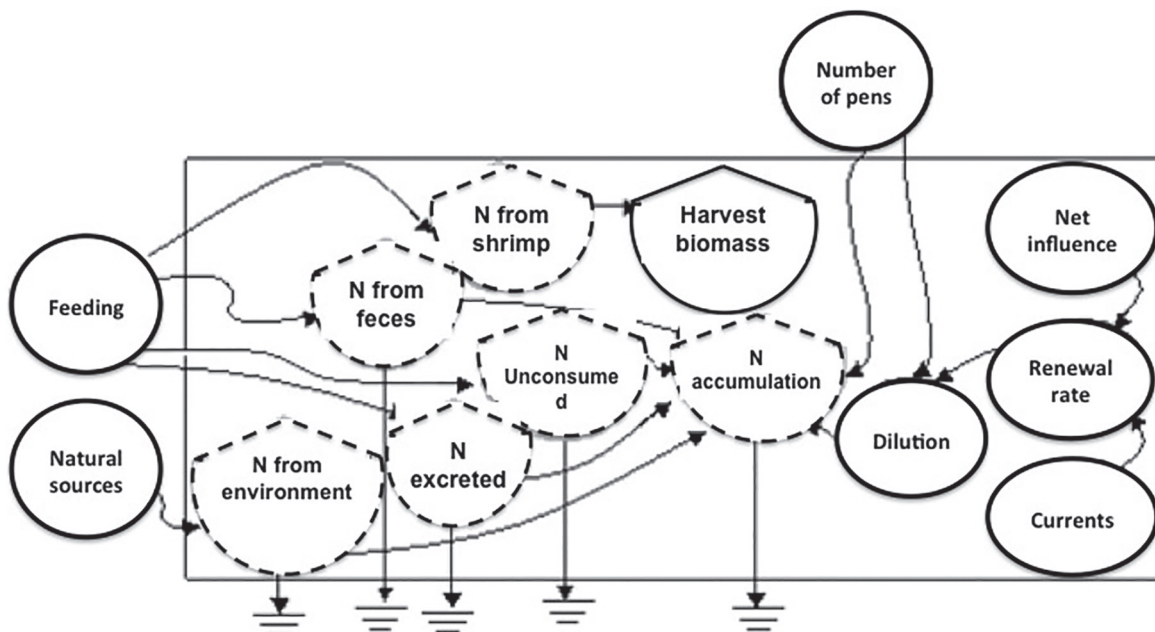 Number
of pens
N from
shrimp
Harvest
biomass
Net
influence
Feeding
N from
feces
N
Unconsume
d
N
accumulation
Renewal
rate
Natural
sources
N from
environment
N
excreted
Dilution
Currents